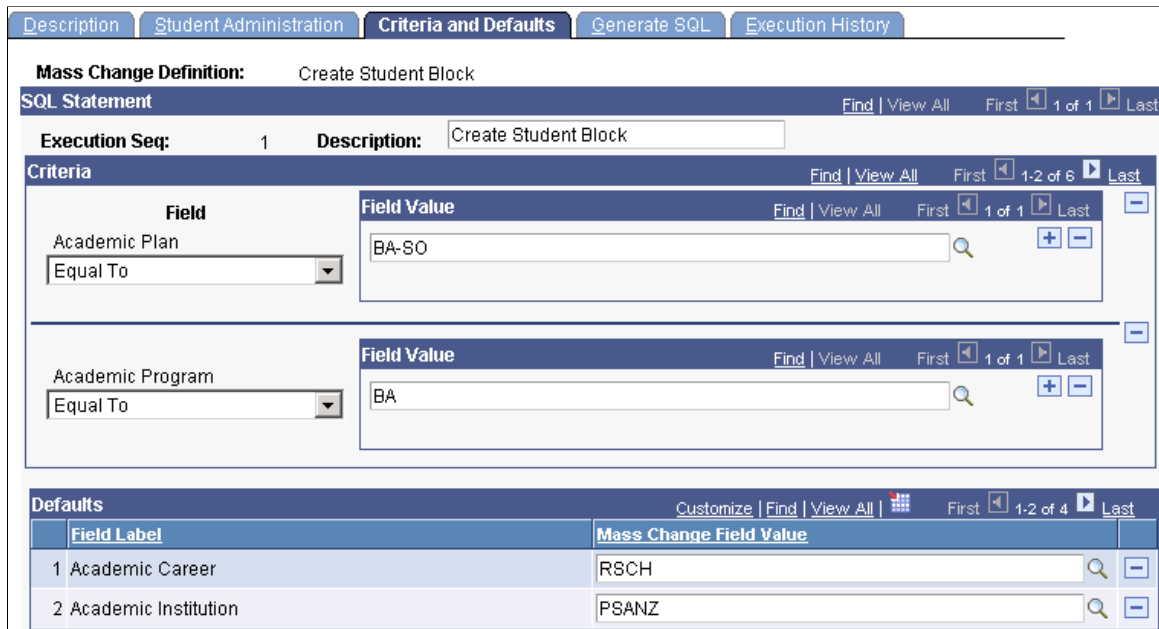 Description Student Administration Criteria and Defaults Generate SQL Execution History
Mass Change Definition: Create Student Block
SQL Statement Find | View All First 1 of 1 Last
Execution Seq: 1 Description: Create Student Block
Criteria Find | View All First 1-2 of 6 Last
Field Field Value Find | View All First 1 of 1 Last
Academic Plan BA-SO
Equal To
Field Value Find | View All First 1 of 1 Last
Academic Program BA
Equal To
Defaults Customize | Find | View All | First 1-2 of 4 Last
Field Label Mass Change Field Value
1 Academic Career RSCH
2 Academic Institution PSANZ